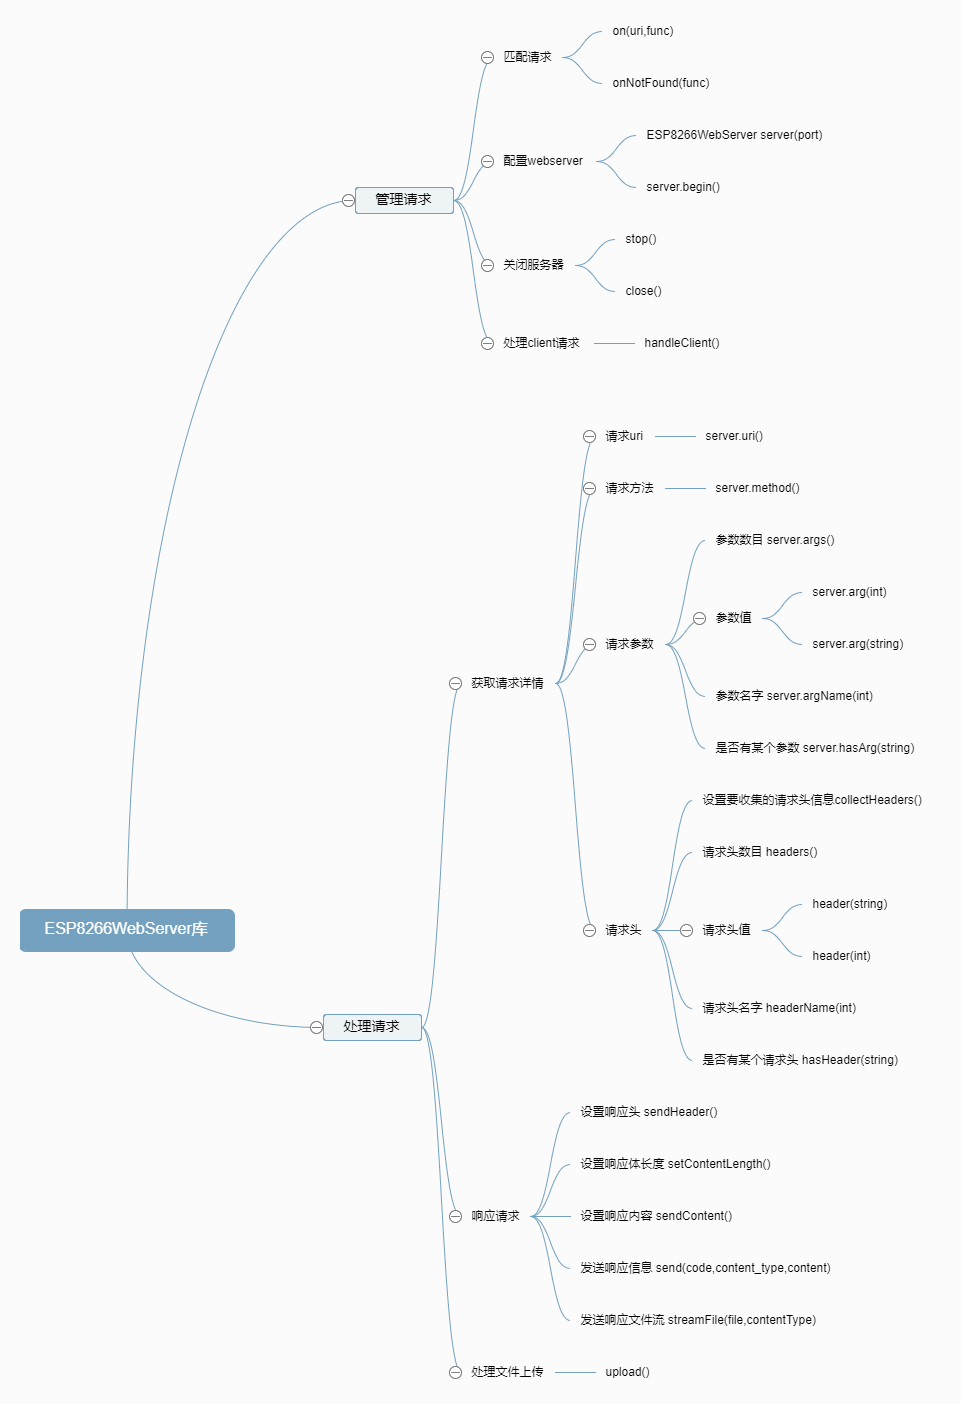 on(uri,func)
匹配请求
onNotFound(func)
ESP8266WebServer server(port)
配置webserver
server.begin()
管理请求
stop()
关闭服务器
close()
处理client请求
handleClient()
请求uri
server.uri()
请求方法
server.method()
参数数目 server.args()
server.arg(int)
参数值
server.arg(string)
请求参数
参数名字 server.argName(int)
是否有某个参数 server.hasArg(string)
获取请求详情
设置要收集的请求头信息collectHeaders()
请求头数目 headers()
header(string)
请求头
请求头值
header(int)
请求头名字 headerName(int)
是否有某个请求头 hasHeader(string)
ESP8266WebServer库
处理请求
设置响应头 sendHeader()
设置响应体长度 setContentLength()
响应请求
设置响应内容 sendContent()
发送响应信息 send(code,content_type,content)
发送响应文件流 streamFile(file,contentType)
处理文件上传
upload()